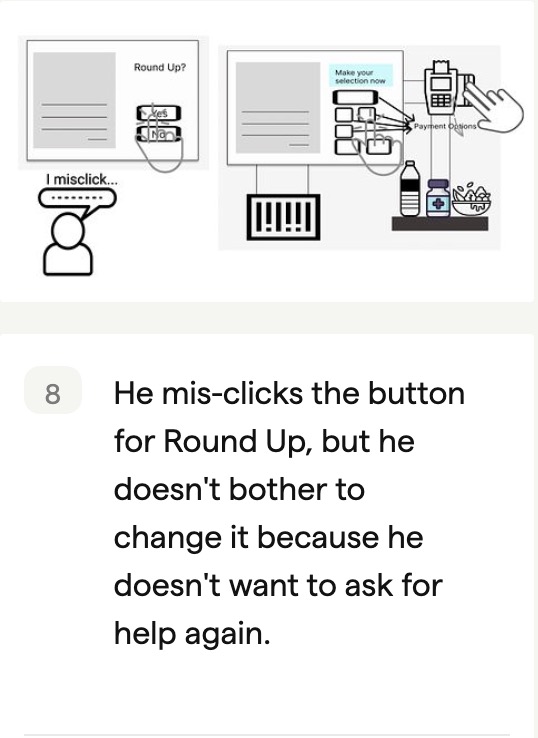 Round Up?
Yes
No
I misclick...
Make your
selection now
Payment Options
8
He mis-clicks the button
for Round Up, but he
doesn't bother to
change it because he
doesn't want to ask for
help again.